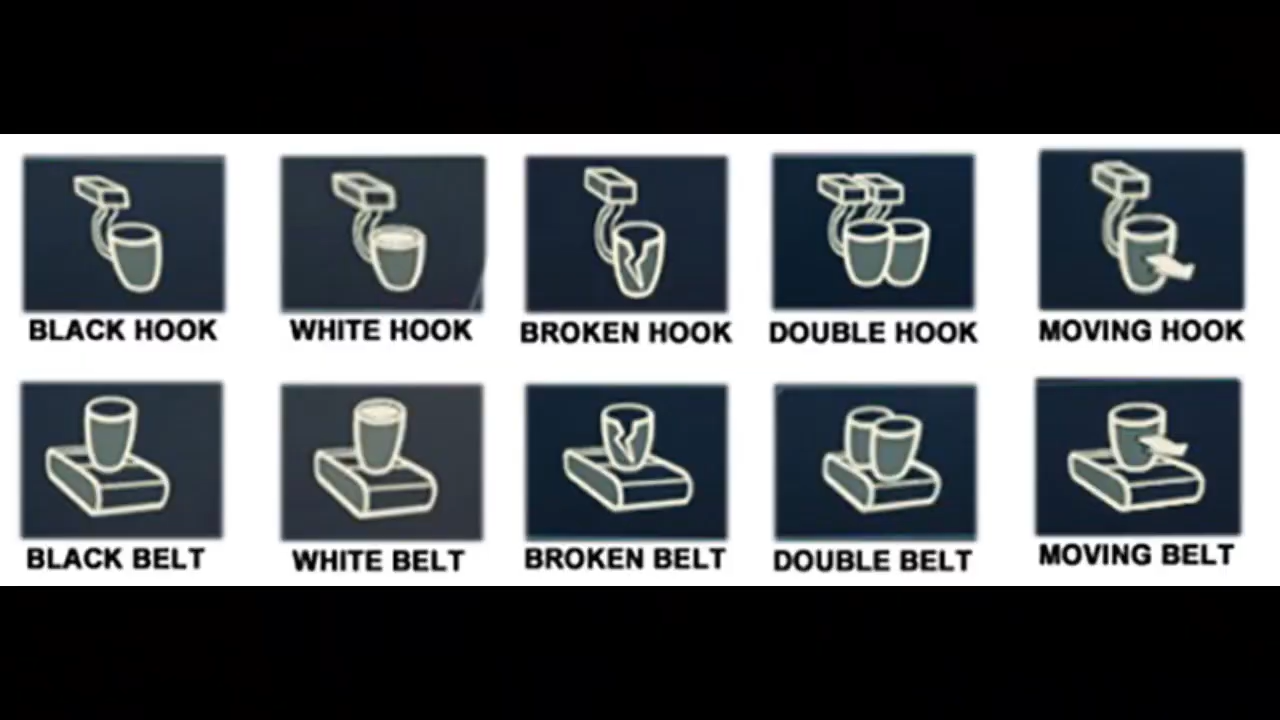 BLACK HOOK
WHITE HOOK
BROKEN HOOK
DOUBLE HOOK
MOVING HOOK
BLACK BELT
WHITE BELT
BROKEN BELT
DOUBLE BELT
MOVING BELT